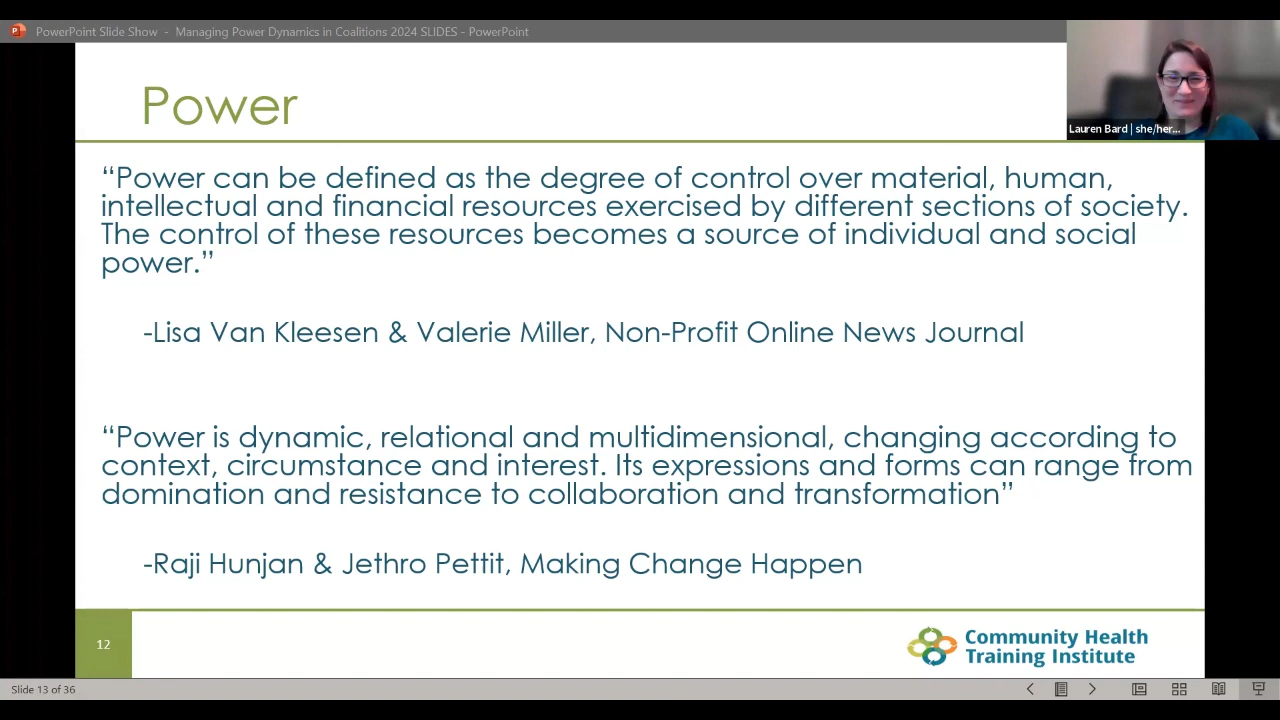 PowerPoint Slide Show - Managing Power Dynamics in Coalitions 2024 SLIDES - PowerPoint
Lauren Bard | she/her...
Power
“Power can be defined as the degree of control over material, human,
intellectual and financial resources exercised by different sections of society.
The control of these resources becomes a source of individual and social
power.”
-Lisa Van Kleesen & Valerie Miller, Non-Profit Online News Journal
“Power is dynamic, relational and multidimensional, changing according to
context, circumstance and interest. Its expressions and forms can range from
domination and resistance to collaboration and transformation”
-Raji Hunjan & Jethro Pettit, Making Change Happen
12
Community Health
Training Institute
Slide 13 of 36